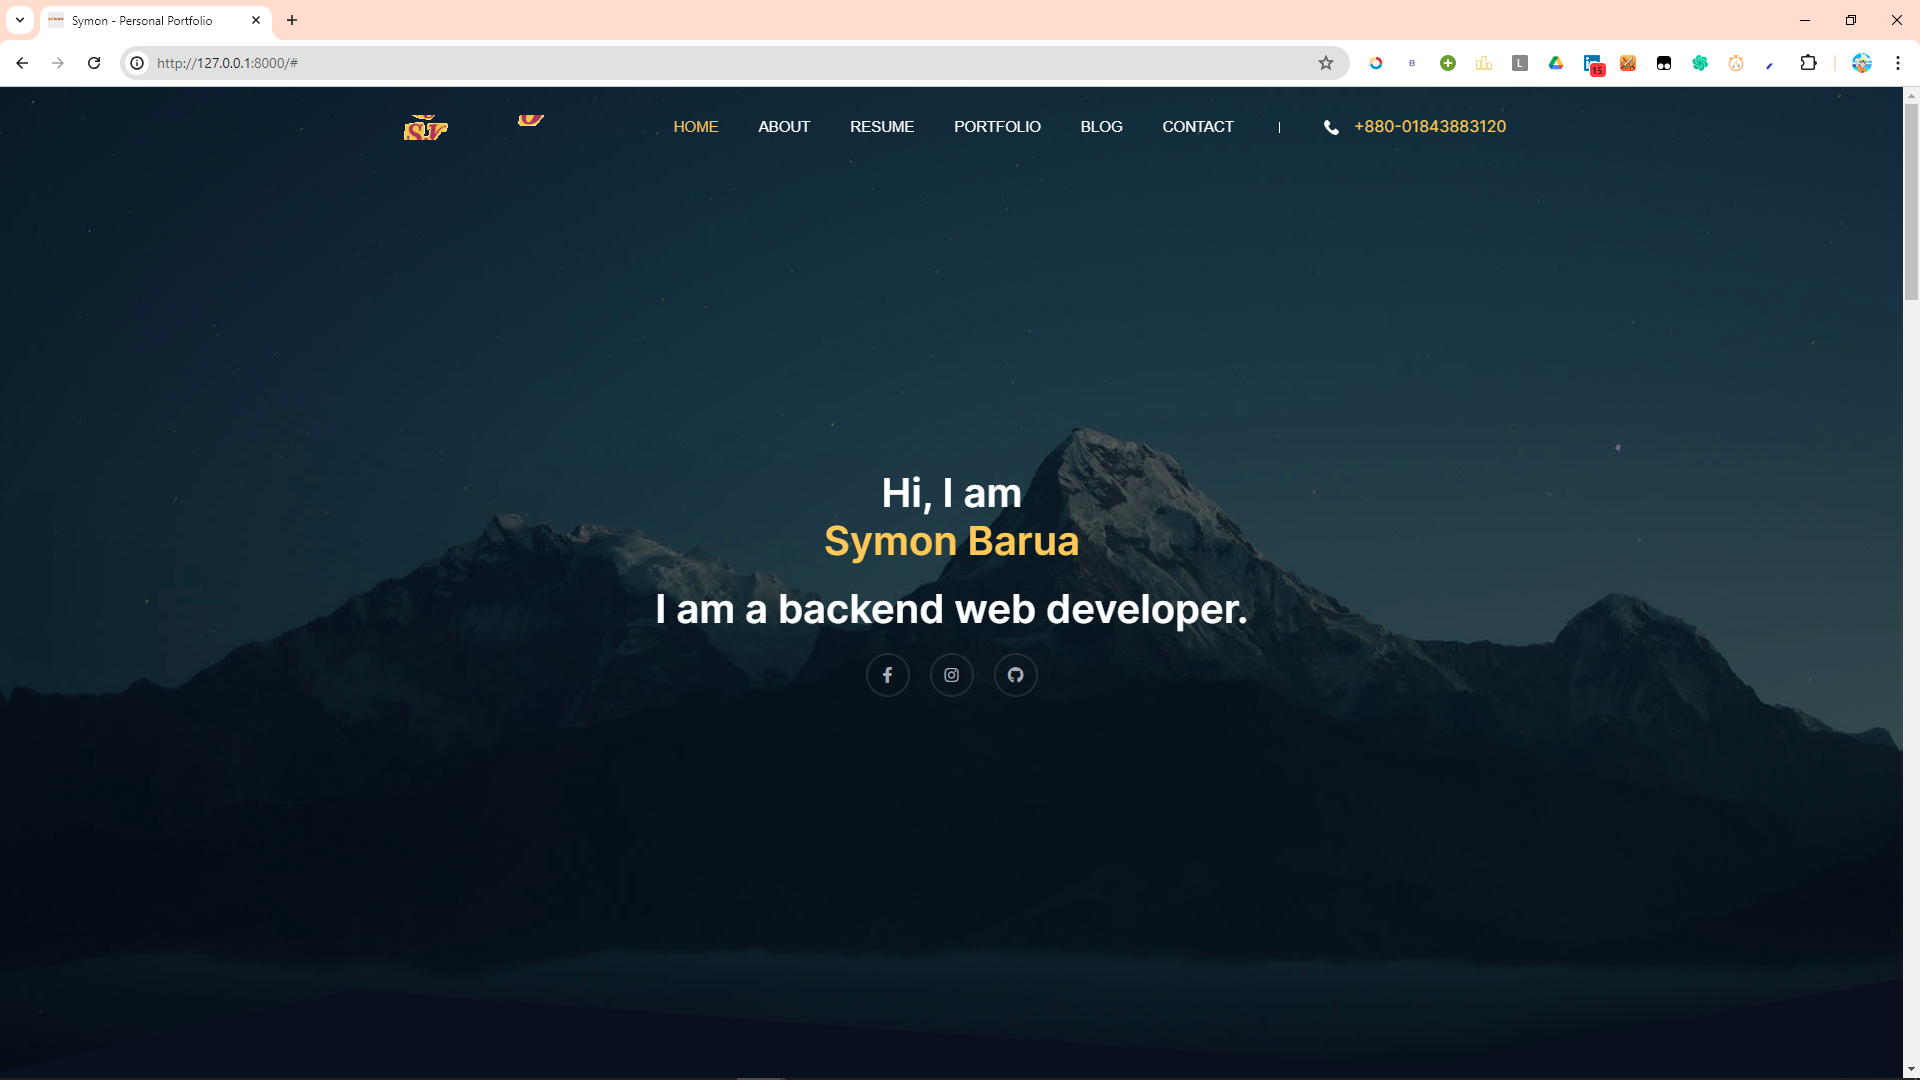 Symon - Personal Portfolio
http://127.0.0.1:8000/#
B
L
15
HOME ABOUT RESUME PORTFOLIO BLOG CONTACT | +880-01843883120
Hi, I am
Symon Barua
I am a backend web developer.